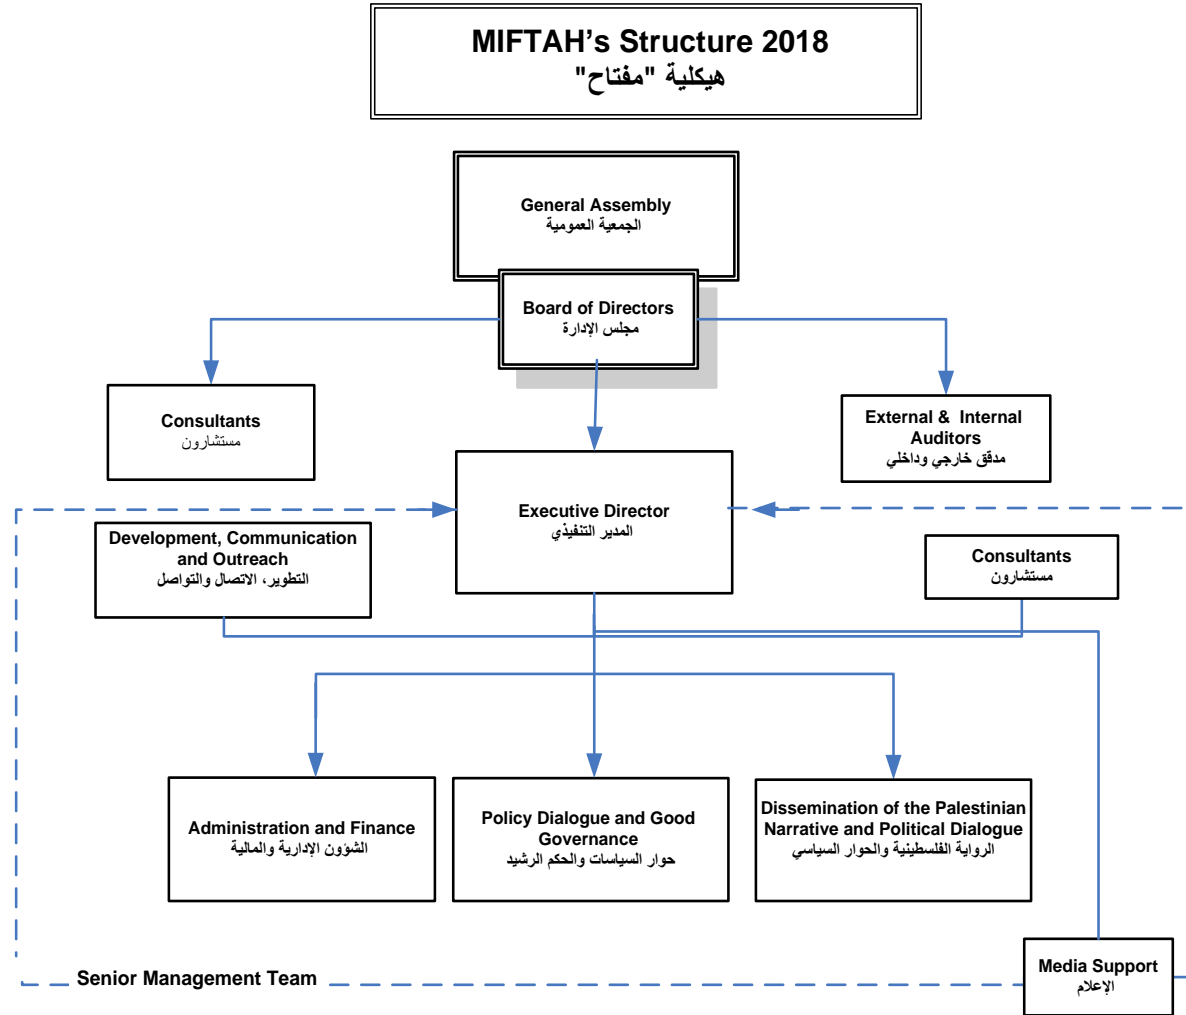 MIFTAH's Structure 2018
هيكلية "مفتاح"
General Assembly
الجمعية العمومية
Board of Directors
مجلس الإدارة
Consultants
مستشارون
External & Internal
Auditors
مدقق خارجي وداخلي
Executive Director
المدير التنفيذي
Development, Communication
and Outreach
التطوير، الاتصال والتواصل
Consultants
مستشارون
Administration and Finance
الشؤون الإدارية والمالية
Policy Dialogue and Good
Governance
حوار السياسات والحكم الرشيد
Dissemination of the Palestinian
Narrative and Political Dialogue
الرواية الفلسطينية والحوار السياسي
Media Support
الإعلام
Senior Management Team